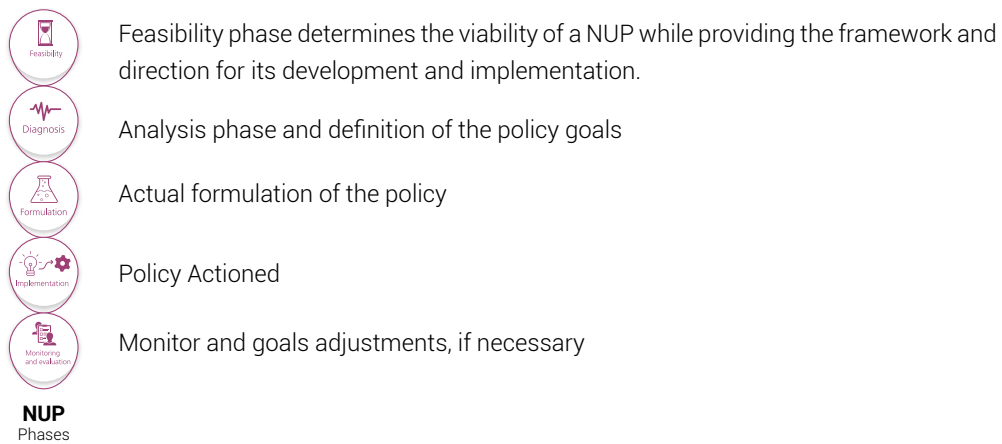 Feasibility
Feasibility phase determines the viability of a NUP while providing the framework and
direction for its development and implementation.
Diagnosis
Analysis phase and definition of the policy goals
Formulation
Actual formulation of the policy
Implementation
Policy Actioned
Monitoring
and evaluation
Monitor and goals adjustments, if necessary
NUP
Phases